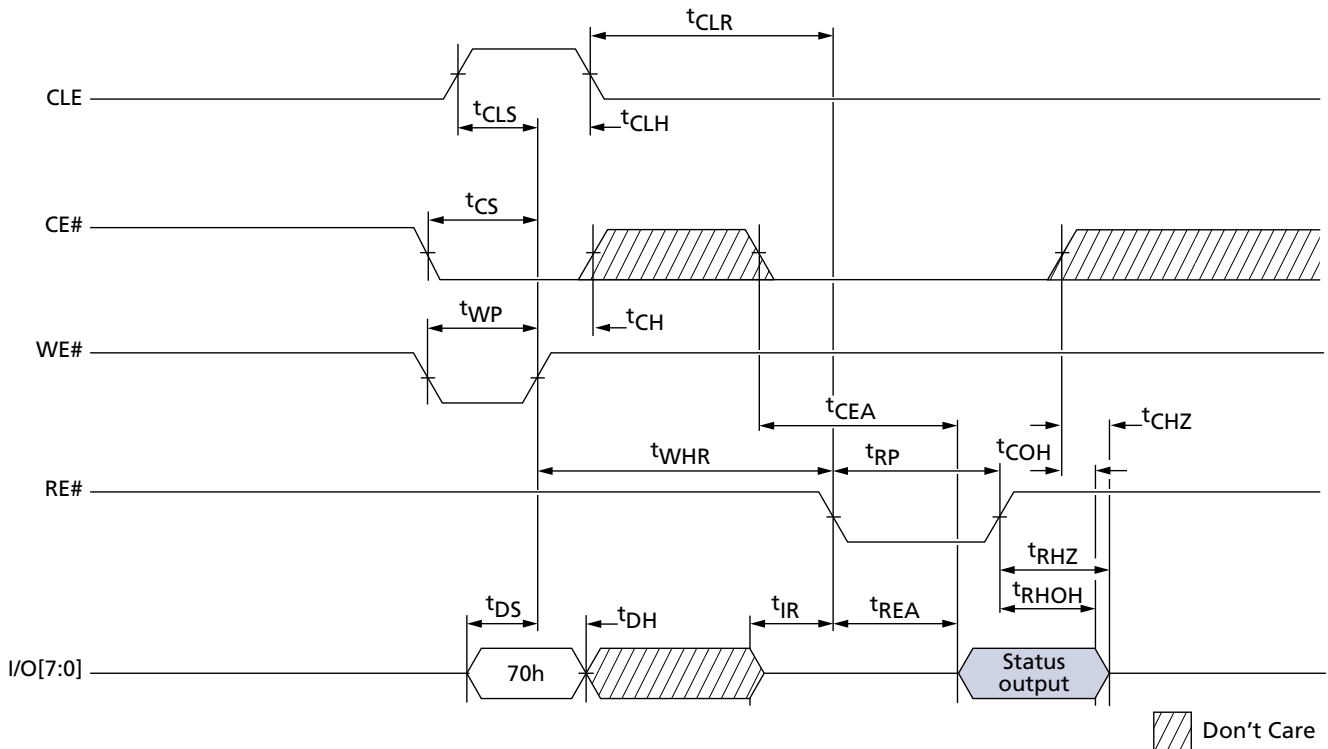 tCLR
CLE
tCLS
tCLH
tCS
CE#
tWP
tCH
WE#
tCEA
tCHZ
tWHR
tRP
tCOH
RE#
tRHZ
tRHOH
tDS
tDH
tIR
tREA
I/O[7:0]
70h
Status
output
Don't Care